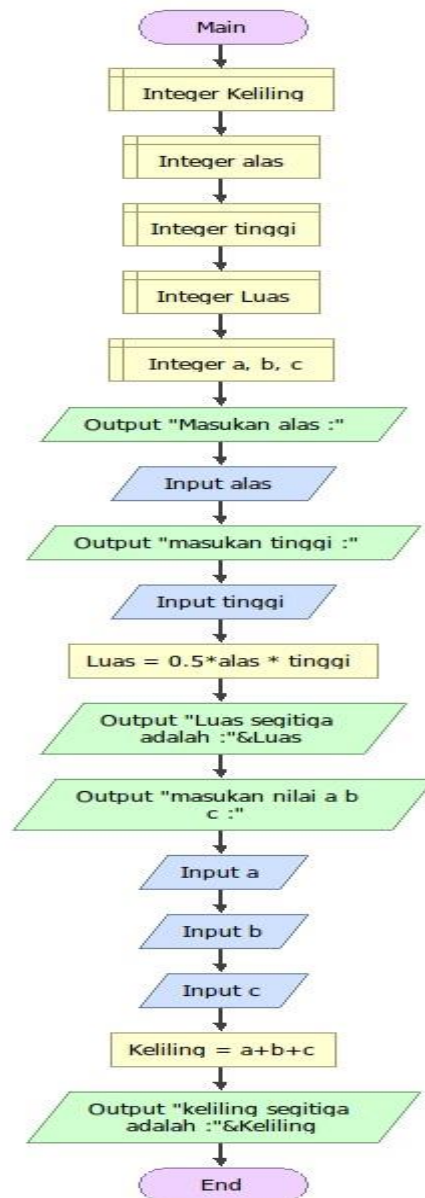 Main
Integer Keliling
Integer alas
Integer tinggi
Integer Luas
Integer a, b, c
Output "Masukan alas :"
Input alas
Output "masukan tinggi :"
Input tinggi
Luas = 0.5*alas * tinggi
Output "Luas segitiga
adalah :"&Luas
Output "masukan nilai a b
c :"
Input a
Input b
Input c
Keliling = a+b+c
Output "keliling segitiga
adalah :"&Keliling
End